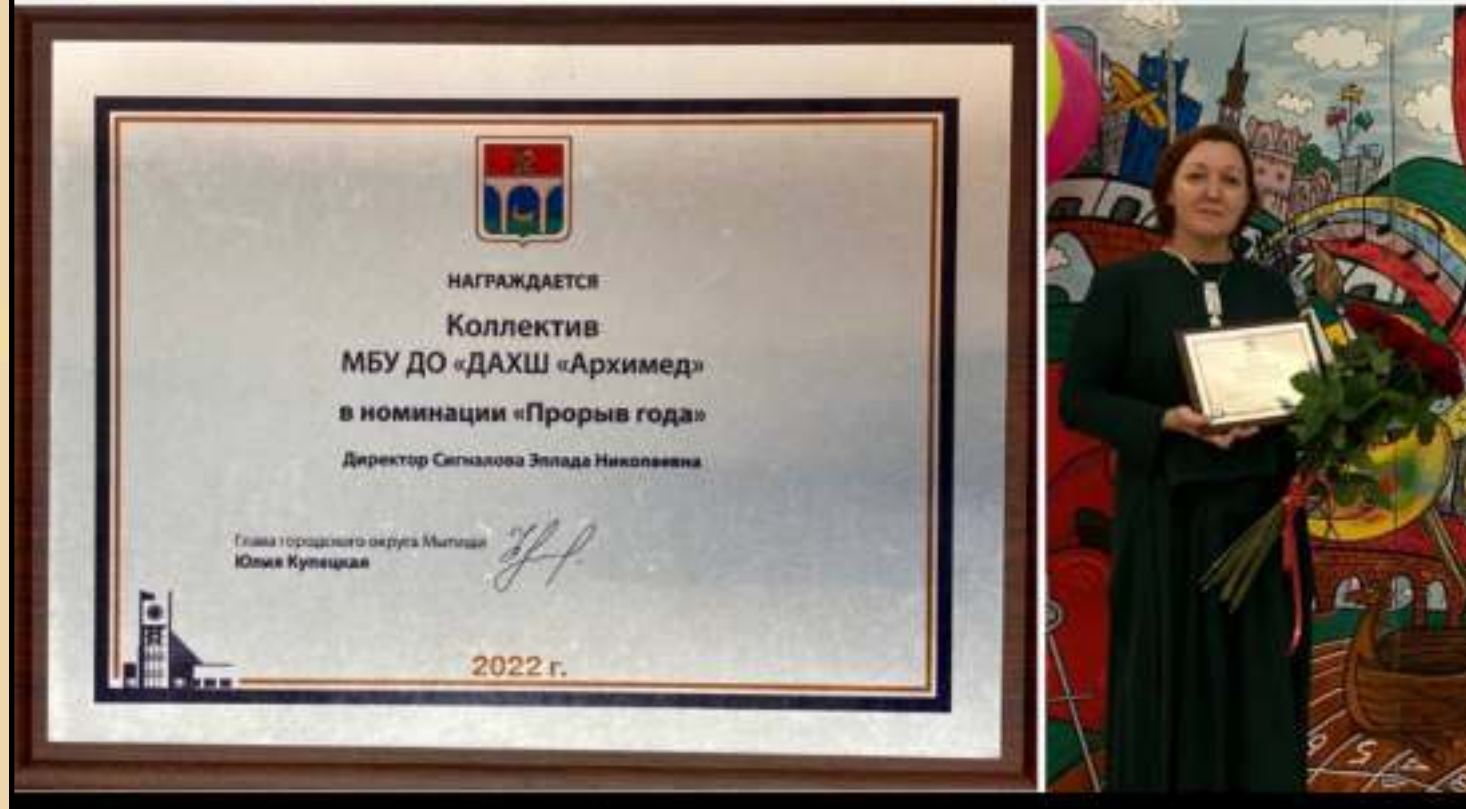 НАГРАЖДАЕТСЯ
Коллектив
МБУ ДО «ДАХШ «Архимед»
в номинации «Прорыв года»
Директор Сигналова Эллада Николаевна
Глава городского округа Мытищи
Юлия Купецкая
2022 г.